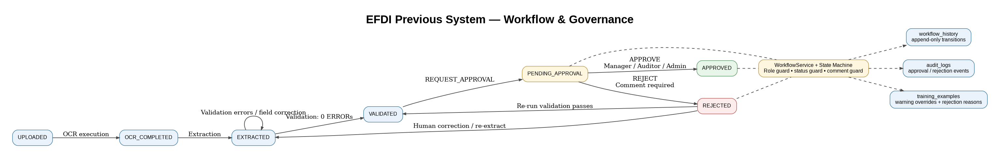 EFDI Previous System — Workflow & Governance
workflow_history
append-only transitions
APPROVE
Manager / Auditor / Admin
WorkflowService + State Machine
Role guard • status guard • comment guard
audit_logs
approval / rejection events
PENDING_APPROVAL
APPROVED
REQUEST_APPROVAL
REJECT
Comment required
training_examples
warning overrides + rejection reasons
REJECTED
Re-run validation passes
VALIDATED
Validation errors / field correction
Validation: 0 ERRORs
Human correction / re-extract
UPLOADED
OCR execution
OCR_COMPLETED
Extraction
EXTRACTED